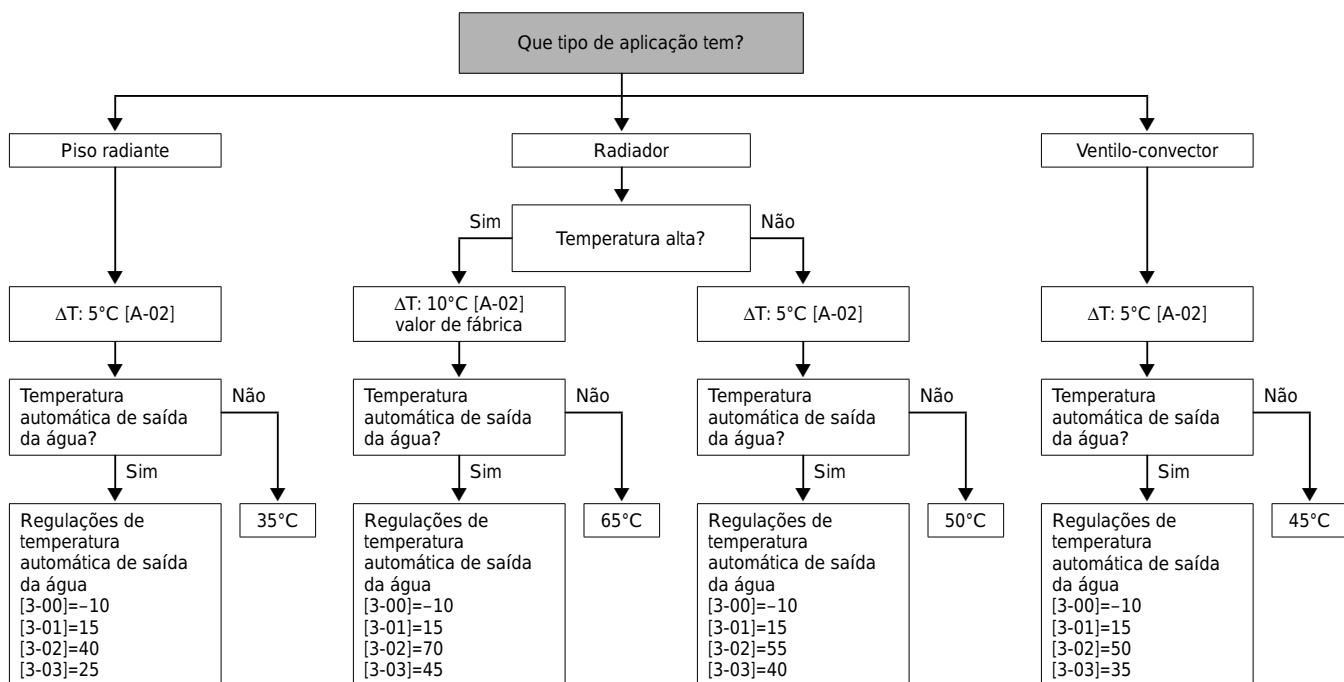 Que tipo de aplicação tem?
Piso radiante
Radiador
Ventilo-convector
Sim
Temperatura alta?
Não
ΔT: 5°C [A-02]
ΔT: 10°C [A-02]
valor de fábrica
ΔT: 5°C [A-02]
ΔT: 5°C [A-02]
Temperatura
automática de saída
da água?
Não
Sim
Temperatura
automática de saída
da água?
Não
Sim
Temperatura
automática de saída
da água?
Não
Sim
Temperatura
automática de saída
da água?
Não
Sim
Regulações de
temperatura
automática de saída
da água
[3-00]=–10
[3-01]=15
[3-02]=40
[3-03]=25
35°C
Regulações de
temperatura
automática de saída
da água
[3-00]=–10
[3-01]=15
[3-02]=70
[3-03]=45
65°C
Regulações de
temperatura
automática de saída
da água
[3-00]=–10
[3-01]=15
[3-02]=55
[3-03]=40
50°C
Regulações de
temperatura
automática de saída
da água
[3-00]=–10
[3-01]=15
[3-02]=50
[3-03]=35
45°C